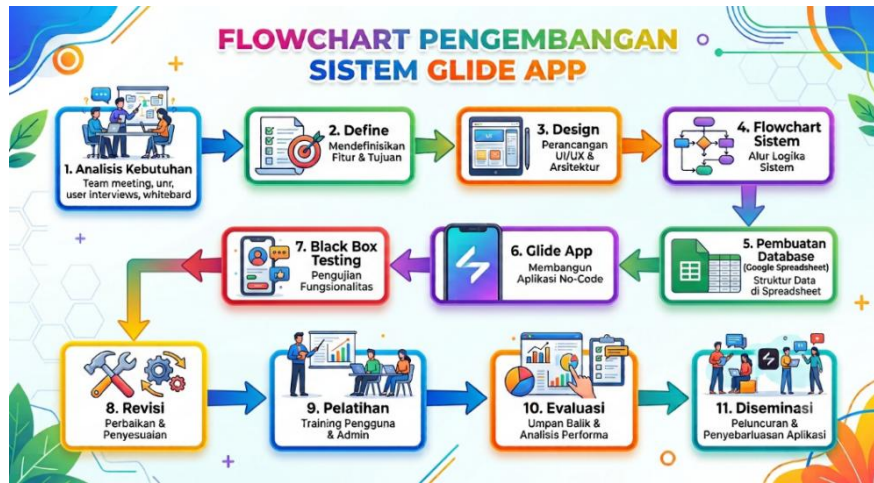 FLOWCHART PENGEMBANGAN
SISTEM GLIDE APP
1. Analisis Kebutuhan
Team meeting, unr,
user interviews, whitebard
2. Define
Mendefinisikan
Fitur & Tujuan
3. Design
Perancangan
UI/UX &
Arsitektur
4. Flowchart
Sistem
Alur Logika
Sistem
5. Pembuatan
Database
(Google Spreadsheet)
Struktur Data
di Spreadsheet
6. Glide App
Membangun
Aplikasi No-Code
7. Black Box
Testing
Pengujian
Fungsionalitas
8. Revisi
Perbaikan &
Penyesuaian
9. Pelatihan
Training Pengguna
& Admin
10. Evaluasi
Umpan Balik &
Analisis Performa
11. Diseminasi
Peluncuran &
Penyebarluasan Aplikasi